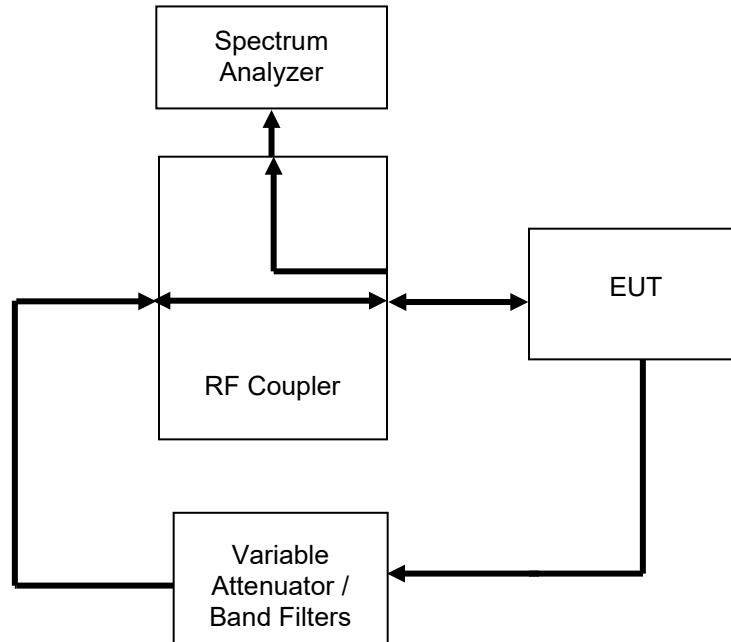 Spectrum
Analyzer
EUT
RF Coupler
Variable
Attenuator /
Band Filters